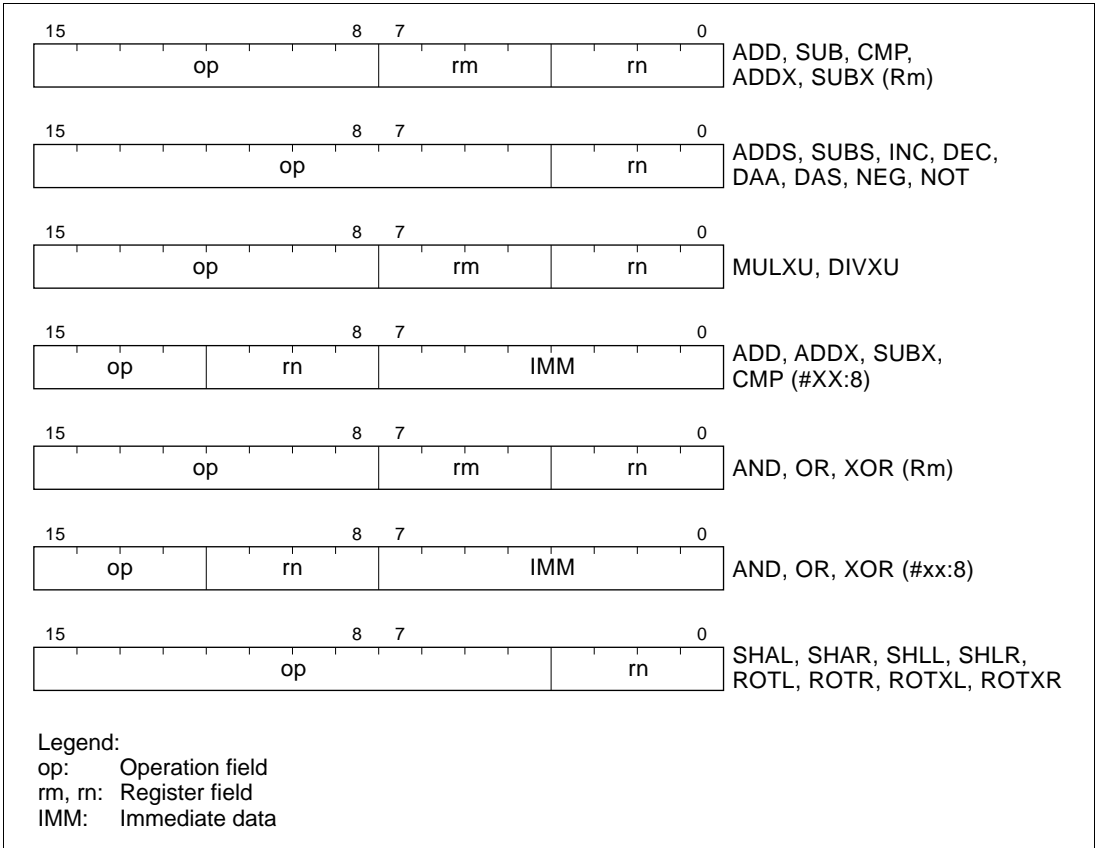 15 8 7 0
op rm rn
ADD, SUB, CMP,
ADDX, SUBX (Rm)
15 8 7 0
op rn
ADDS, SUBS, INC, DEC,
DAA, DAS, NEG, NOT
15 8 7 0
op rm rn
MULXU, DIVXU
15 8 7 0
op rn IMM
ADD, ADDX, SUBX,
CMP (#XX:8)
15 8 7 0
op rm rn
AND, OR, XOR (Rm)
15 8 7 0
op rn IMM
AND, OR, XOR (#xx:8)
15 8 7 0
op rn
SHAL, SHAR, SHLL, SHLR,
ROTL, ROTR, ROTXL, ROTXR
Legend:
op: Operation field
rm, rn: Register field
IMM: Immediate data